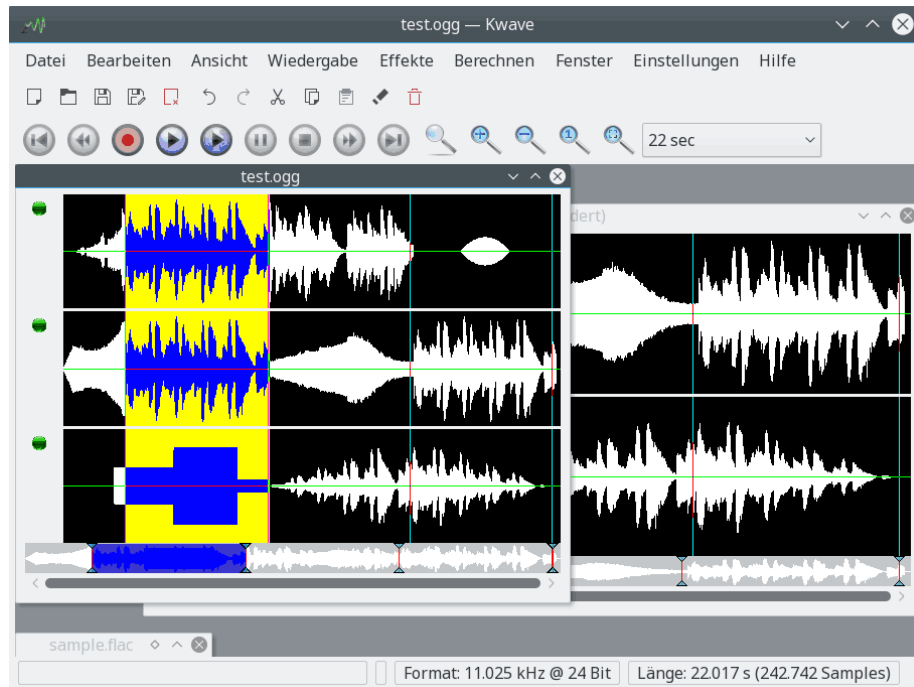 test.ogg — Kwave
Datei Bearbeiten Ansicht Wiedergabe Effekte Berechnen Fenster Einstellungen Hilfe
1
22 sec
test.ogg
dert)
sample.flac
Format: 11.025 kHz @ 24 Bit
Länge: 22.017 s (242.742 Samples)